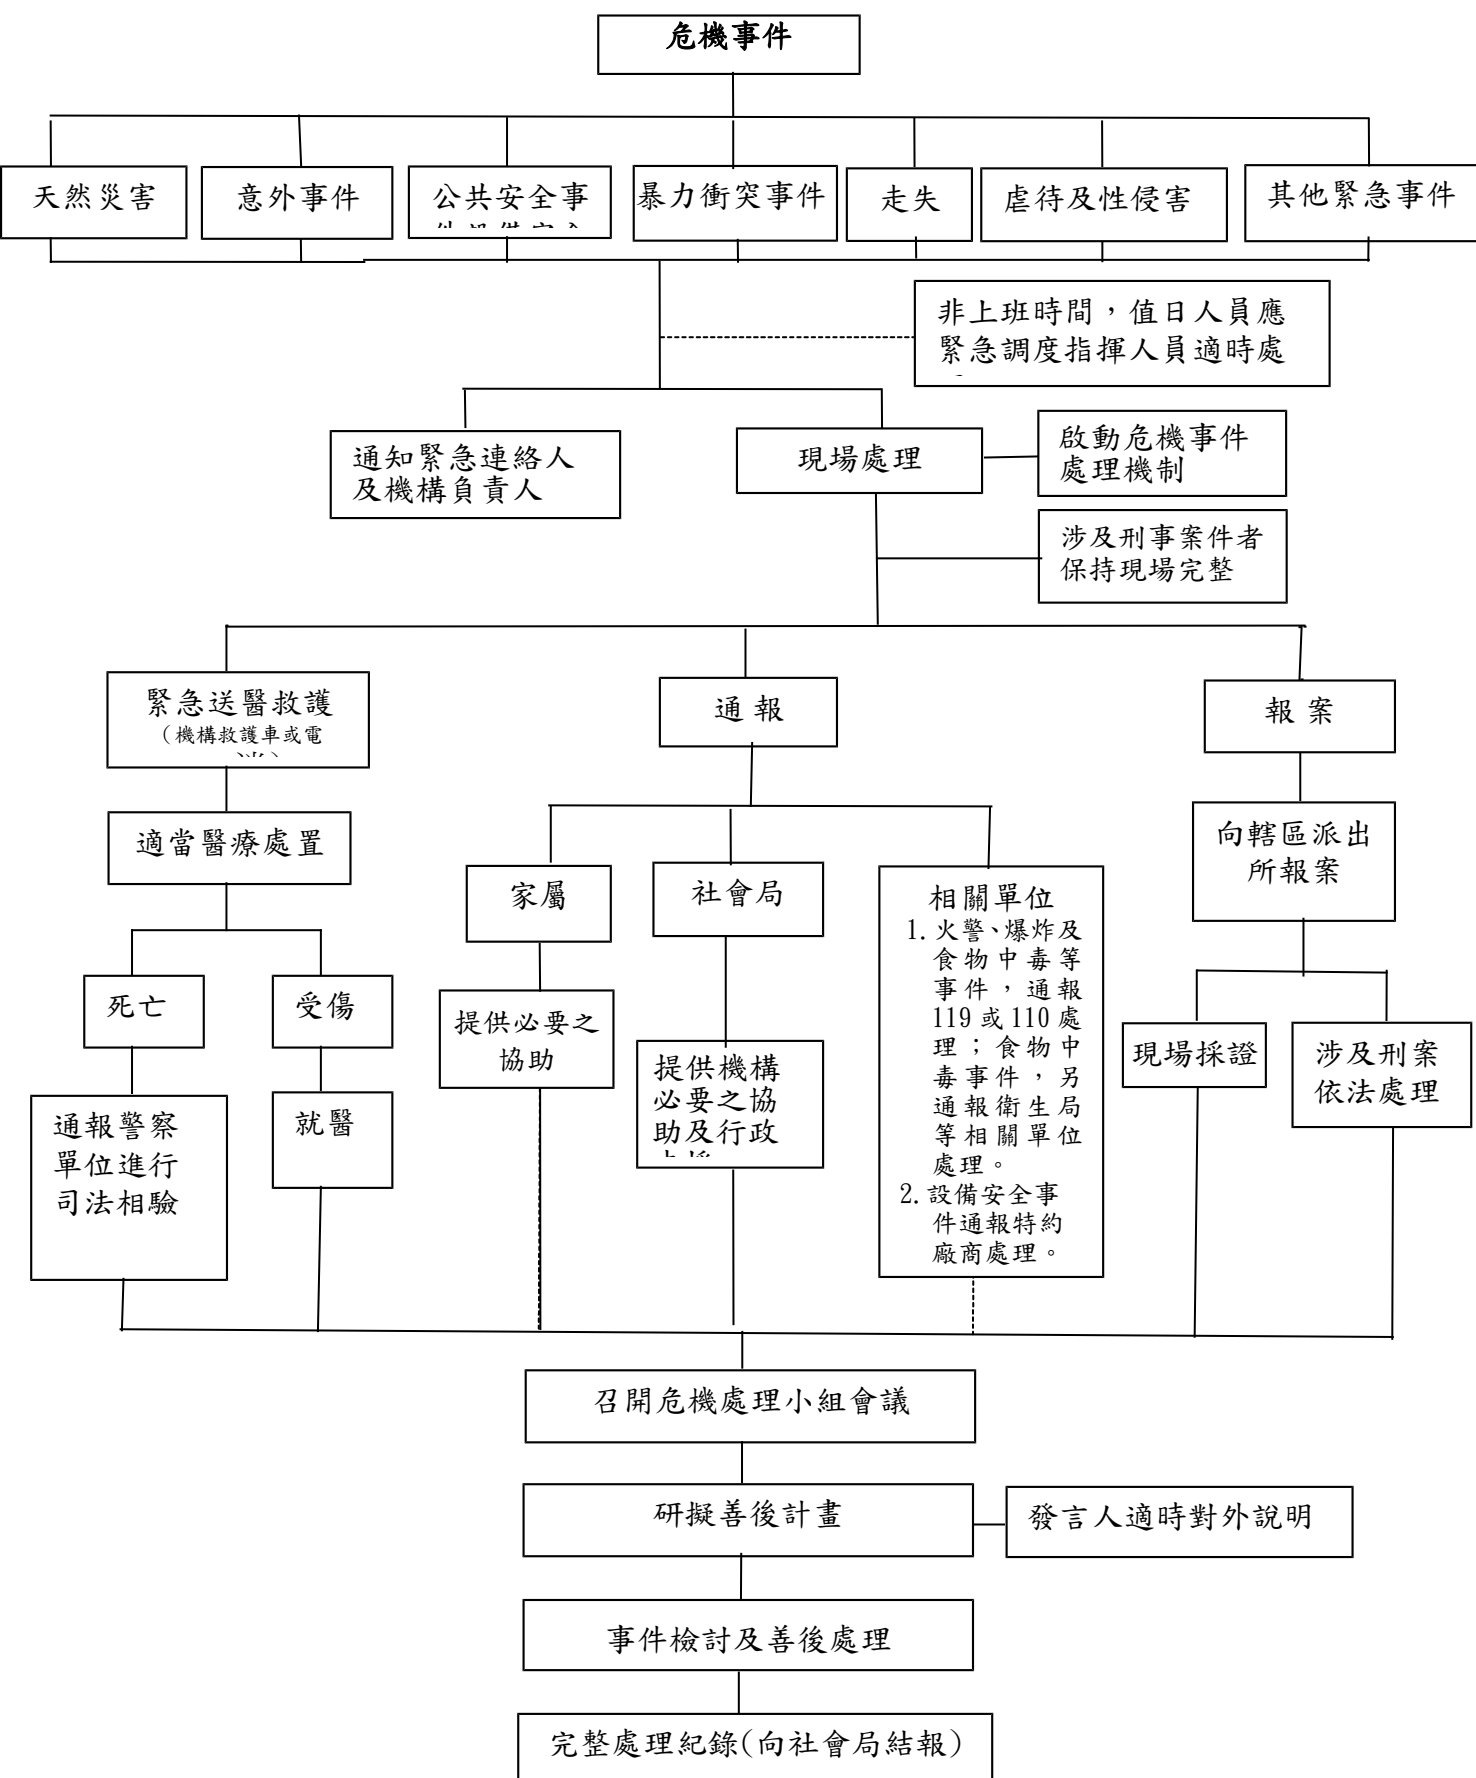 危機事件
天然災害
意外事件
公共安全事
暴力衝突事件
走失
虐待及性侵害
其他緊急事件
非上班時間，值日人員應
緊急調度指揮人員適時處
通知緊急連絡人
及機構負責人
現場處理
啟動危機事件
處理機制
涉及刑事案件者
保持現場完整
緊急送醫救護
（機構救護車或電
通報
報案
適當醫療處置
向轄區派出
所報案
家屬
社會局
相關單位
1.火警、爆炸及
食物中毒等
事件，通報
119或110處
理；食物中
毒事件，另
通報衛生局
等相關單位
處理。
2.設備安全事
件通報特約
廠商處理。
死亡
受傷
提供必要之
協助
提供機構
必要之協
助及行政
現場採證
涉及刑案
依法處理
通報警察
單位進行
司法相驗
就醫
召開危機處理小組會議
研擬善後計畫
發言人適時對外說明
事件檢討及善後處理
完整處理紀錄(向社會局結報)